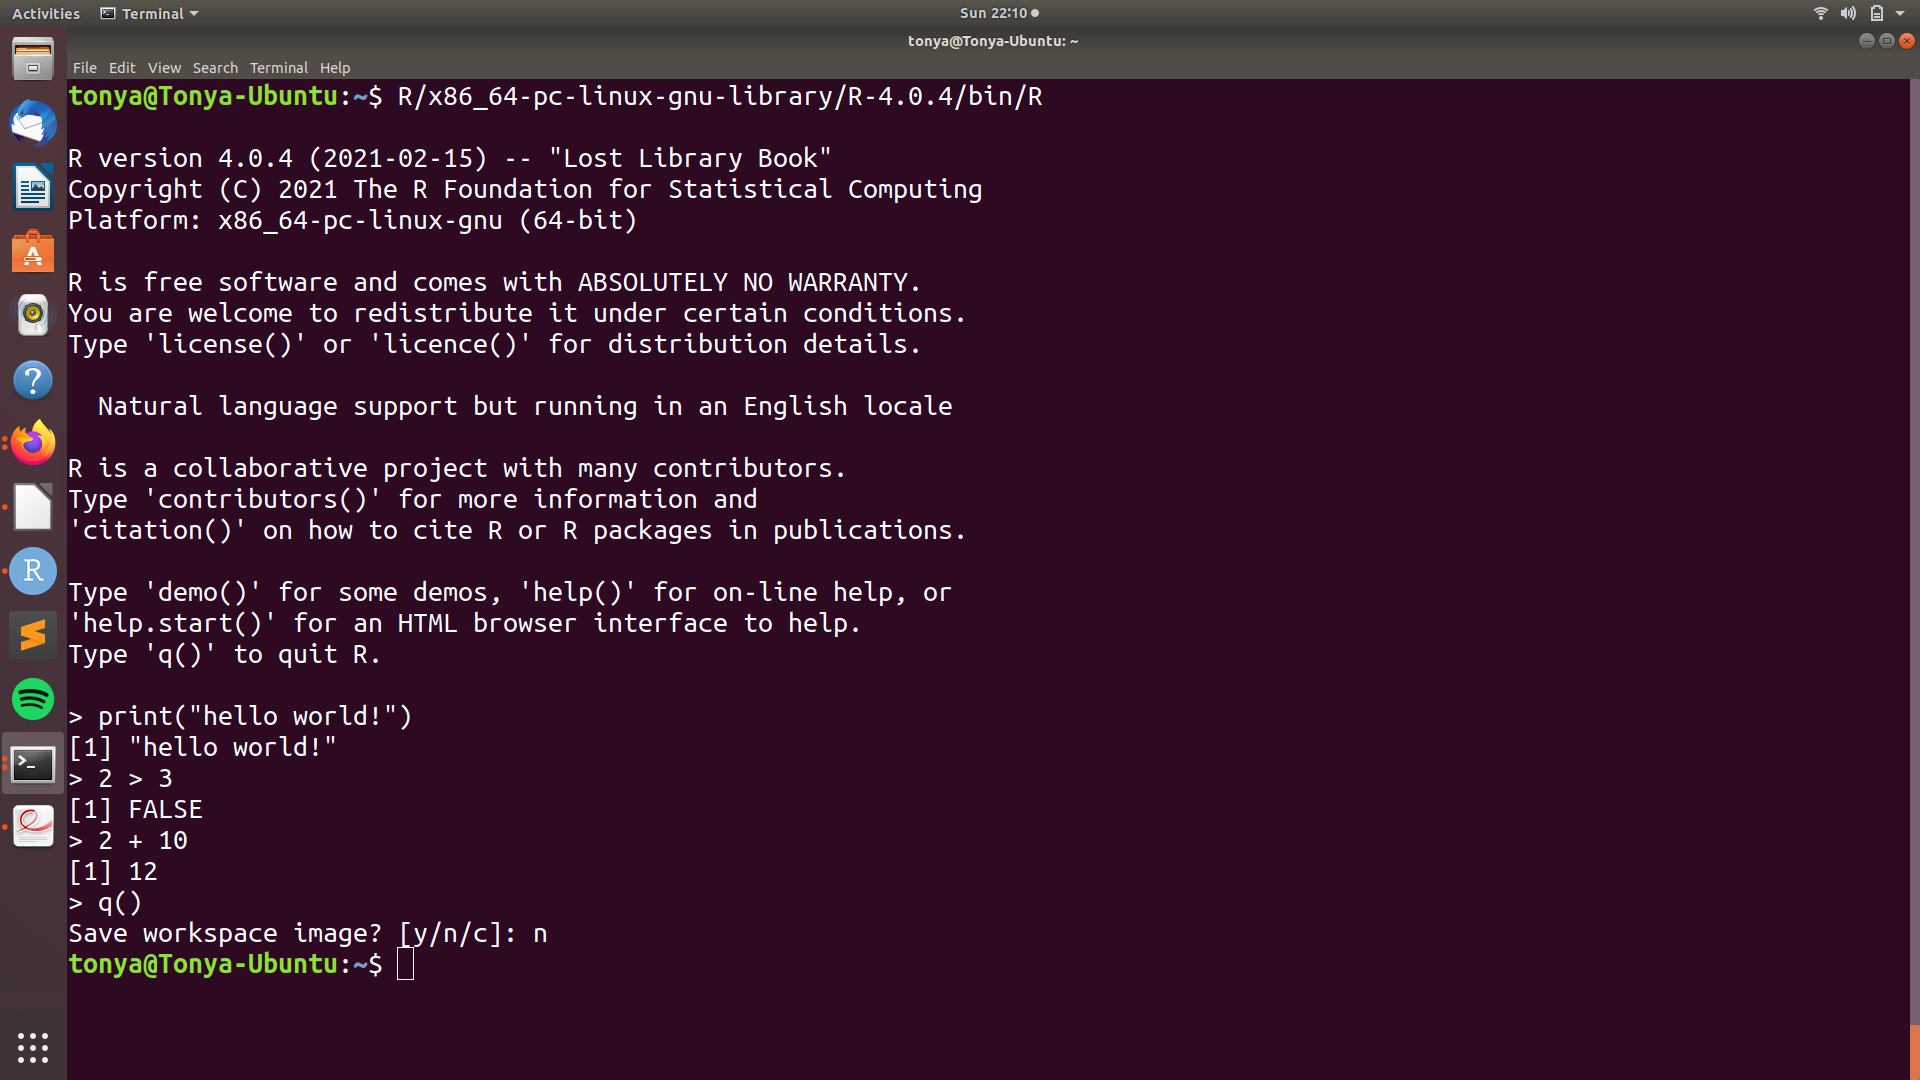 Activities Terminal Sun 22:10
tonya@Tonya-Ubuntu: ~
File Edit View Search Terminal Help
tonya@Tonya-Ubuntu:~$ R/x86_64-pc-linux-gnu-library/R-4.0.4/bin/R
R version 4.0.4 (2021-02-15) -- "Lost Library Book"
Copyright (C) 2021 The R Foundation for Statistical Computing
Platform: x86_64-pc-linux-gnu (64-bit)
R is free software and comes with ABSOLUTELY NO WARRANTY.
You are welcome to redistribute it under certain conditions.
Type 'license()' or 'licence()' for distribution details.
Natural language support but running in an English locale
R is a collaborative project with many contributors.
Type 'contributors()' for more information and
'citation()' on how to cite R or R packages in publications.
Type 'demo()' for some demos, 'help()' for on-line help, or
'help.start()' for an HTML browser interface to help.
Type 'q()' to quit R.
> print("hello world!")
[1] "hello world!"
> 2 > 3
[1] FALSE
> 2 + 10
[1] 12
> q()
Save workspace image? [y/n/c]: n
tonya@Tonya-Ubuntu:~$